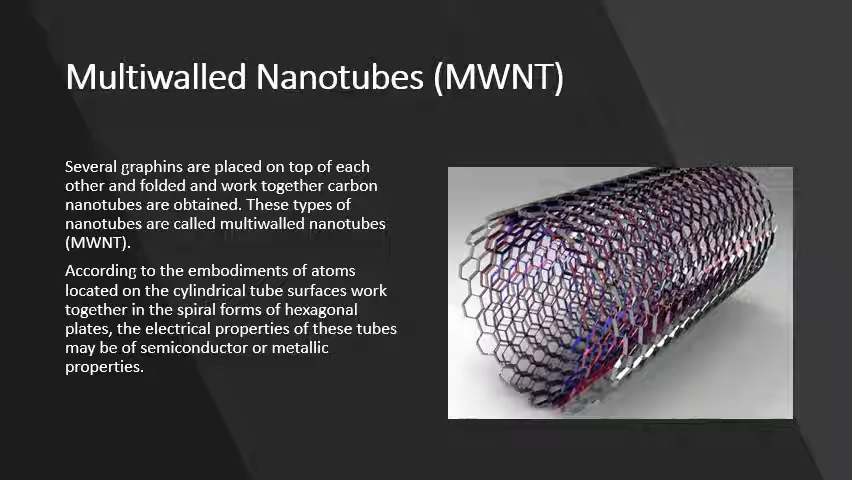 Multiwalled Nanotubes (MWNT)
Several graphins are placed on top of each
other and folded and work together carbon
nanotubes are obtained. These types of
nanotubes are called multiwalled nanotubes
(MWNT).
According to the embodiments of atoms
located on the cylindrical tube surfaces work
together in the spiral forms of hexagonal
plates, the electrical properties of these tubes
may be of semiconductor or metallic
properties.